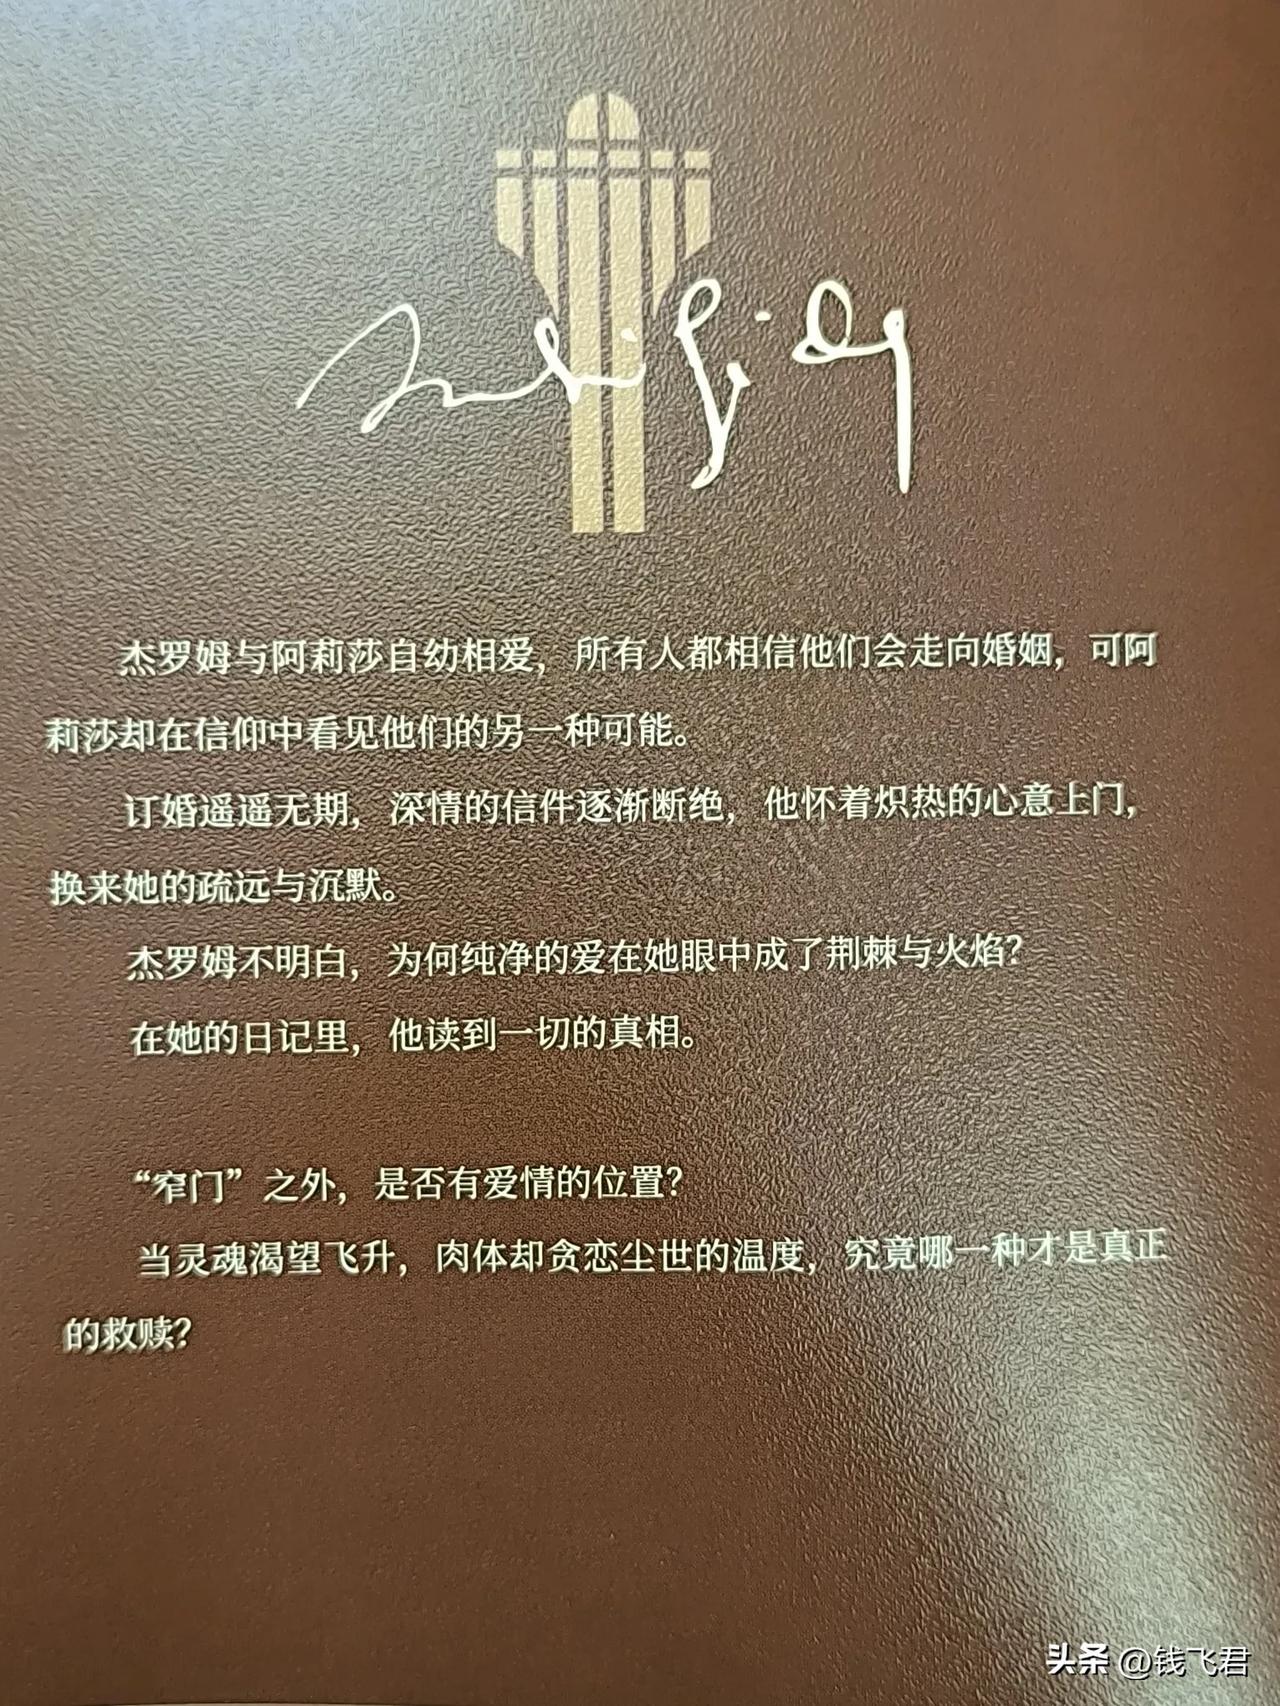 杰罗姆与阿莉莎自幼相爱，所有人都相信他们会走向婚姻，可阿
莉莎却在信仰中看见他们的另一种可能。
订婚遥遥无期，深情的信件逐渐断绝，他怀着炽热的心意上门，
换来她的疏远与沉默。
杰罗姆不明白，为何纯净的爱在她眼中成了荆棘与火焰？
在她的日记里，他读到一切的真相。
“窄门”之外，是否有爱情的位置？
当灵魂渴望飞升，肉体却贪恋尘世的温度，究竟哪一种才是真正
的救赎？
头条 @钱飞君